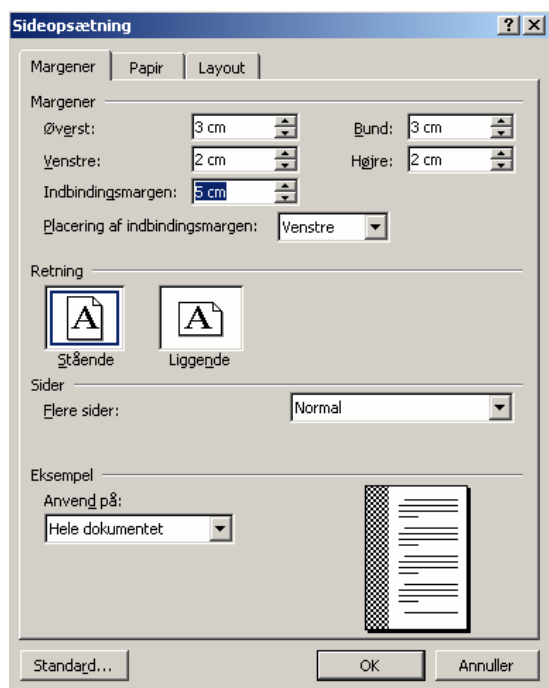 Sideopsætning
Margener Papir Layout
Margener
Øverst: 3 cm Bund: 3 cm
Venstre: 2 cm Højre: 2 cm
Indbindingsmargen: 5 cm
Placering af indbindingsmargen: Venstre
Retning
A A
Stående Liggende
Sider
Flere sider: Normal
Eksempel
Anvend på:
Hele dokumentet
Standard... OK Annuller